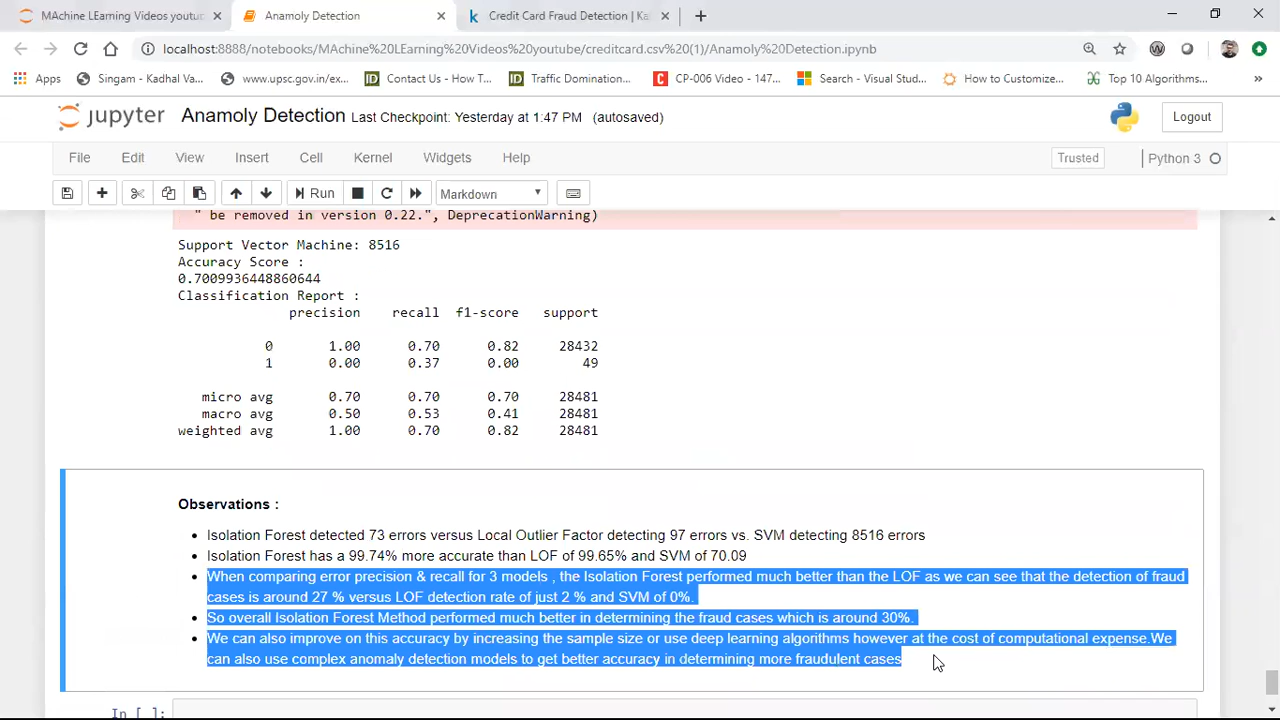 MAchine LEarning Videos youtub
Anamoly Detection
Credit Card Fraud Detection | Ka
localhost:8888/notebooks/MAchine%20LEarning%20Videos%20youtube/creditcard.csv%20(1)/Anamoly%20Detection.ipynb
Apps
Singam - Kadhal Va...
www.upsc.gov.in/ex...
Contact Us - How T...
Traffic Domination...
CP-006 Video - 147...
Search - Visual Stud...
How to Customize...
Top 10 Algorithms...
»
jupyter Anamoly Detection Last Checkpoint: Yesterday at 1:47 PM (autosaved)
Logout
File Edit View Insert Cell Kernel Widgets Help
Trusted
Python 3
Run
Markdown
" be removed in version 0.22.", DeprecationWarning)
Support Vector Machine: 8516
Accuracy Score :
0.7009936448860644
Classification Report :
precision recall f1-score support
0 1.00 0.70 0.82 28432
1 0.00 0.37 0.00 49
micro avg 0.70 0.70 0.70 28481
macro avg 0.50 0.53 0.41 28481
weighted avg 1.00 0.70 0.82 28481
Observations :
• Isolation Forest detected 73 errors versus Local Outlier Factor detecting 97 errors vs. SVM detecting 8516 errors
• Isolation Forest has a 99.74% more accurate than LOF of 99.65% and SVM of 70.09
• When comparing error precision & recall for 3 models , the Isolation Forest performed much better than the LOF as we can see that the detection of fraud
cases is around 27 % versus LOF detection rate of just 2 % and SVM of 0%.
• So overall Isolation Forest Method performed much better in determining the fraud cases which is around 30%.
• We can also improve on this accuracy by increasing the sample size or use deep learning algorithms however at the cost of computational expense.We
can also use complex anomaly detection models to get better accuracy in determining more fraudulent cases
In [ ]: